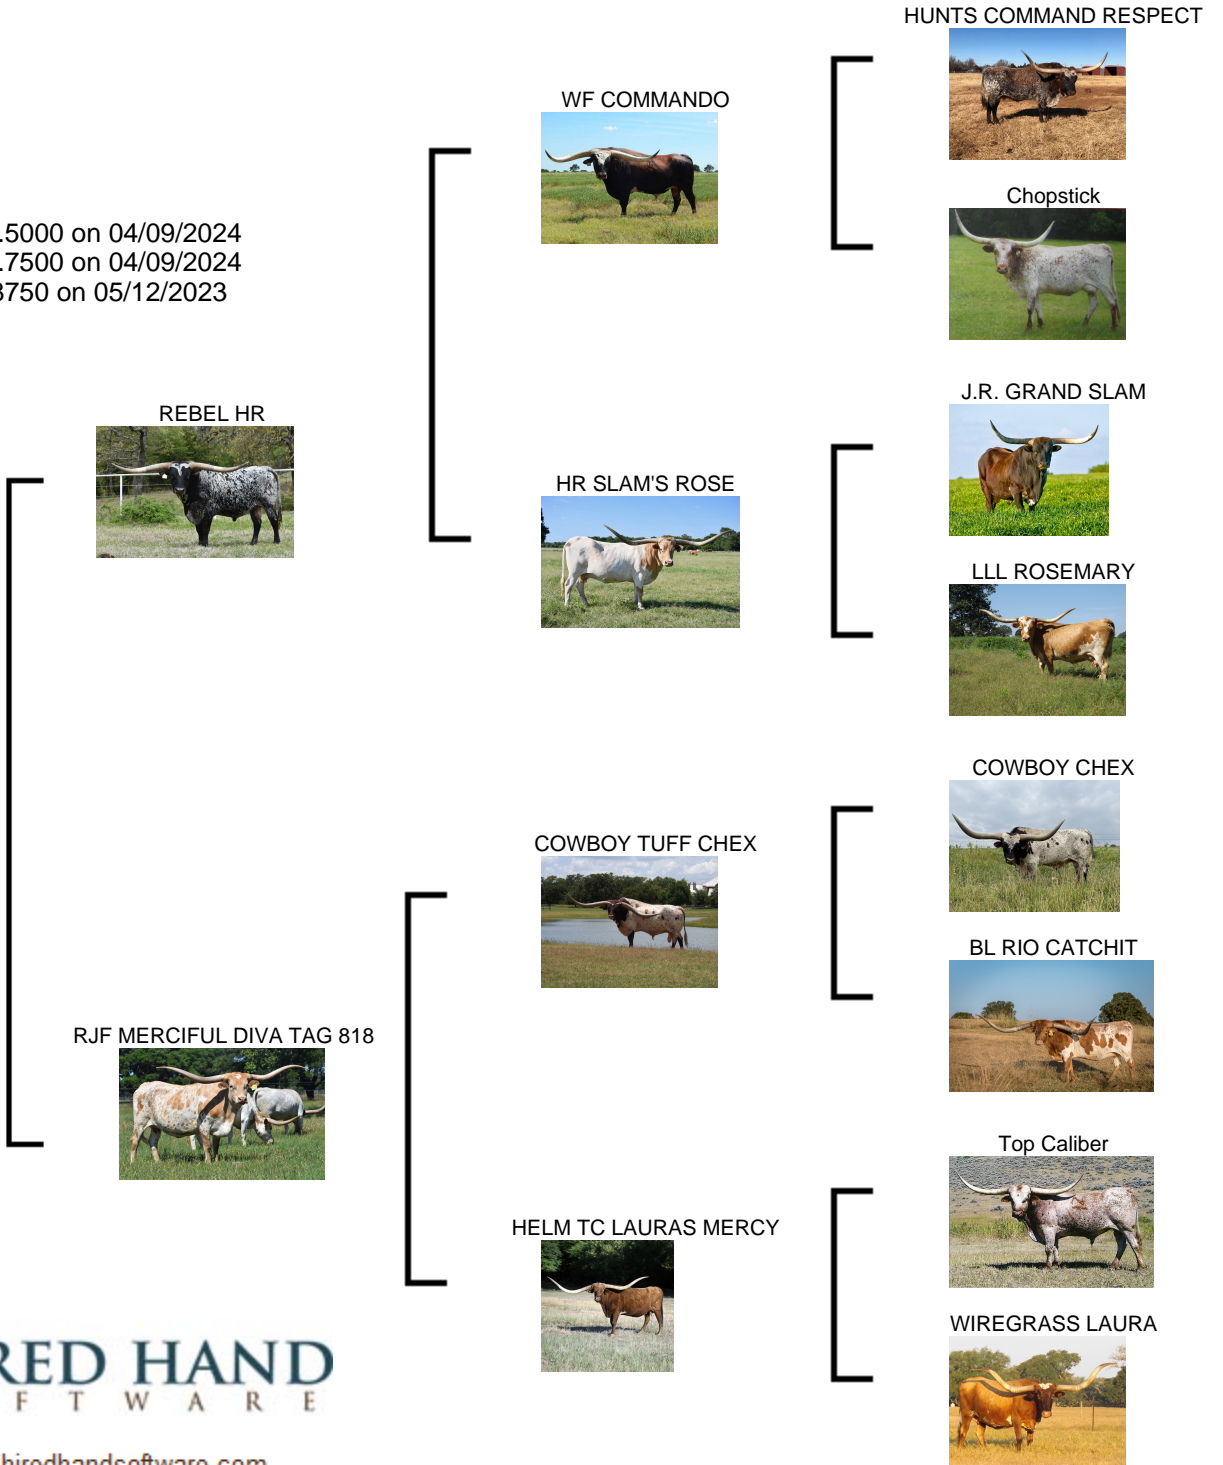 HUNTS COMMAND RESPECT
WF COMMANDO
Chopstick
.5000 on 04/09/2024
.7500 on 04/09/2024
3750 on 05/12/2023
J.R. GRAND SLAM
REBEL HR
HR SLAM'S ROSE
LLL ROSEMARY
COWBOY CHEX
COWBOY TUFF CHEX
BL RIO CATCHIT
RJF MERCIFUL DIVA TAG 818
Top Caliber
HELM TC LAURAS MERCY
WIREGRASS LAURA
RED HAND
F T W A R E
hiredhandsoftware.com